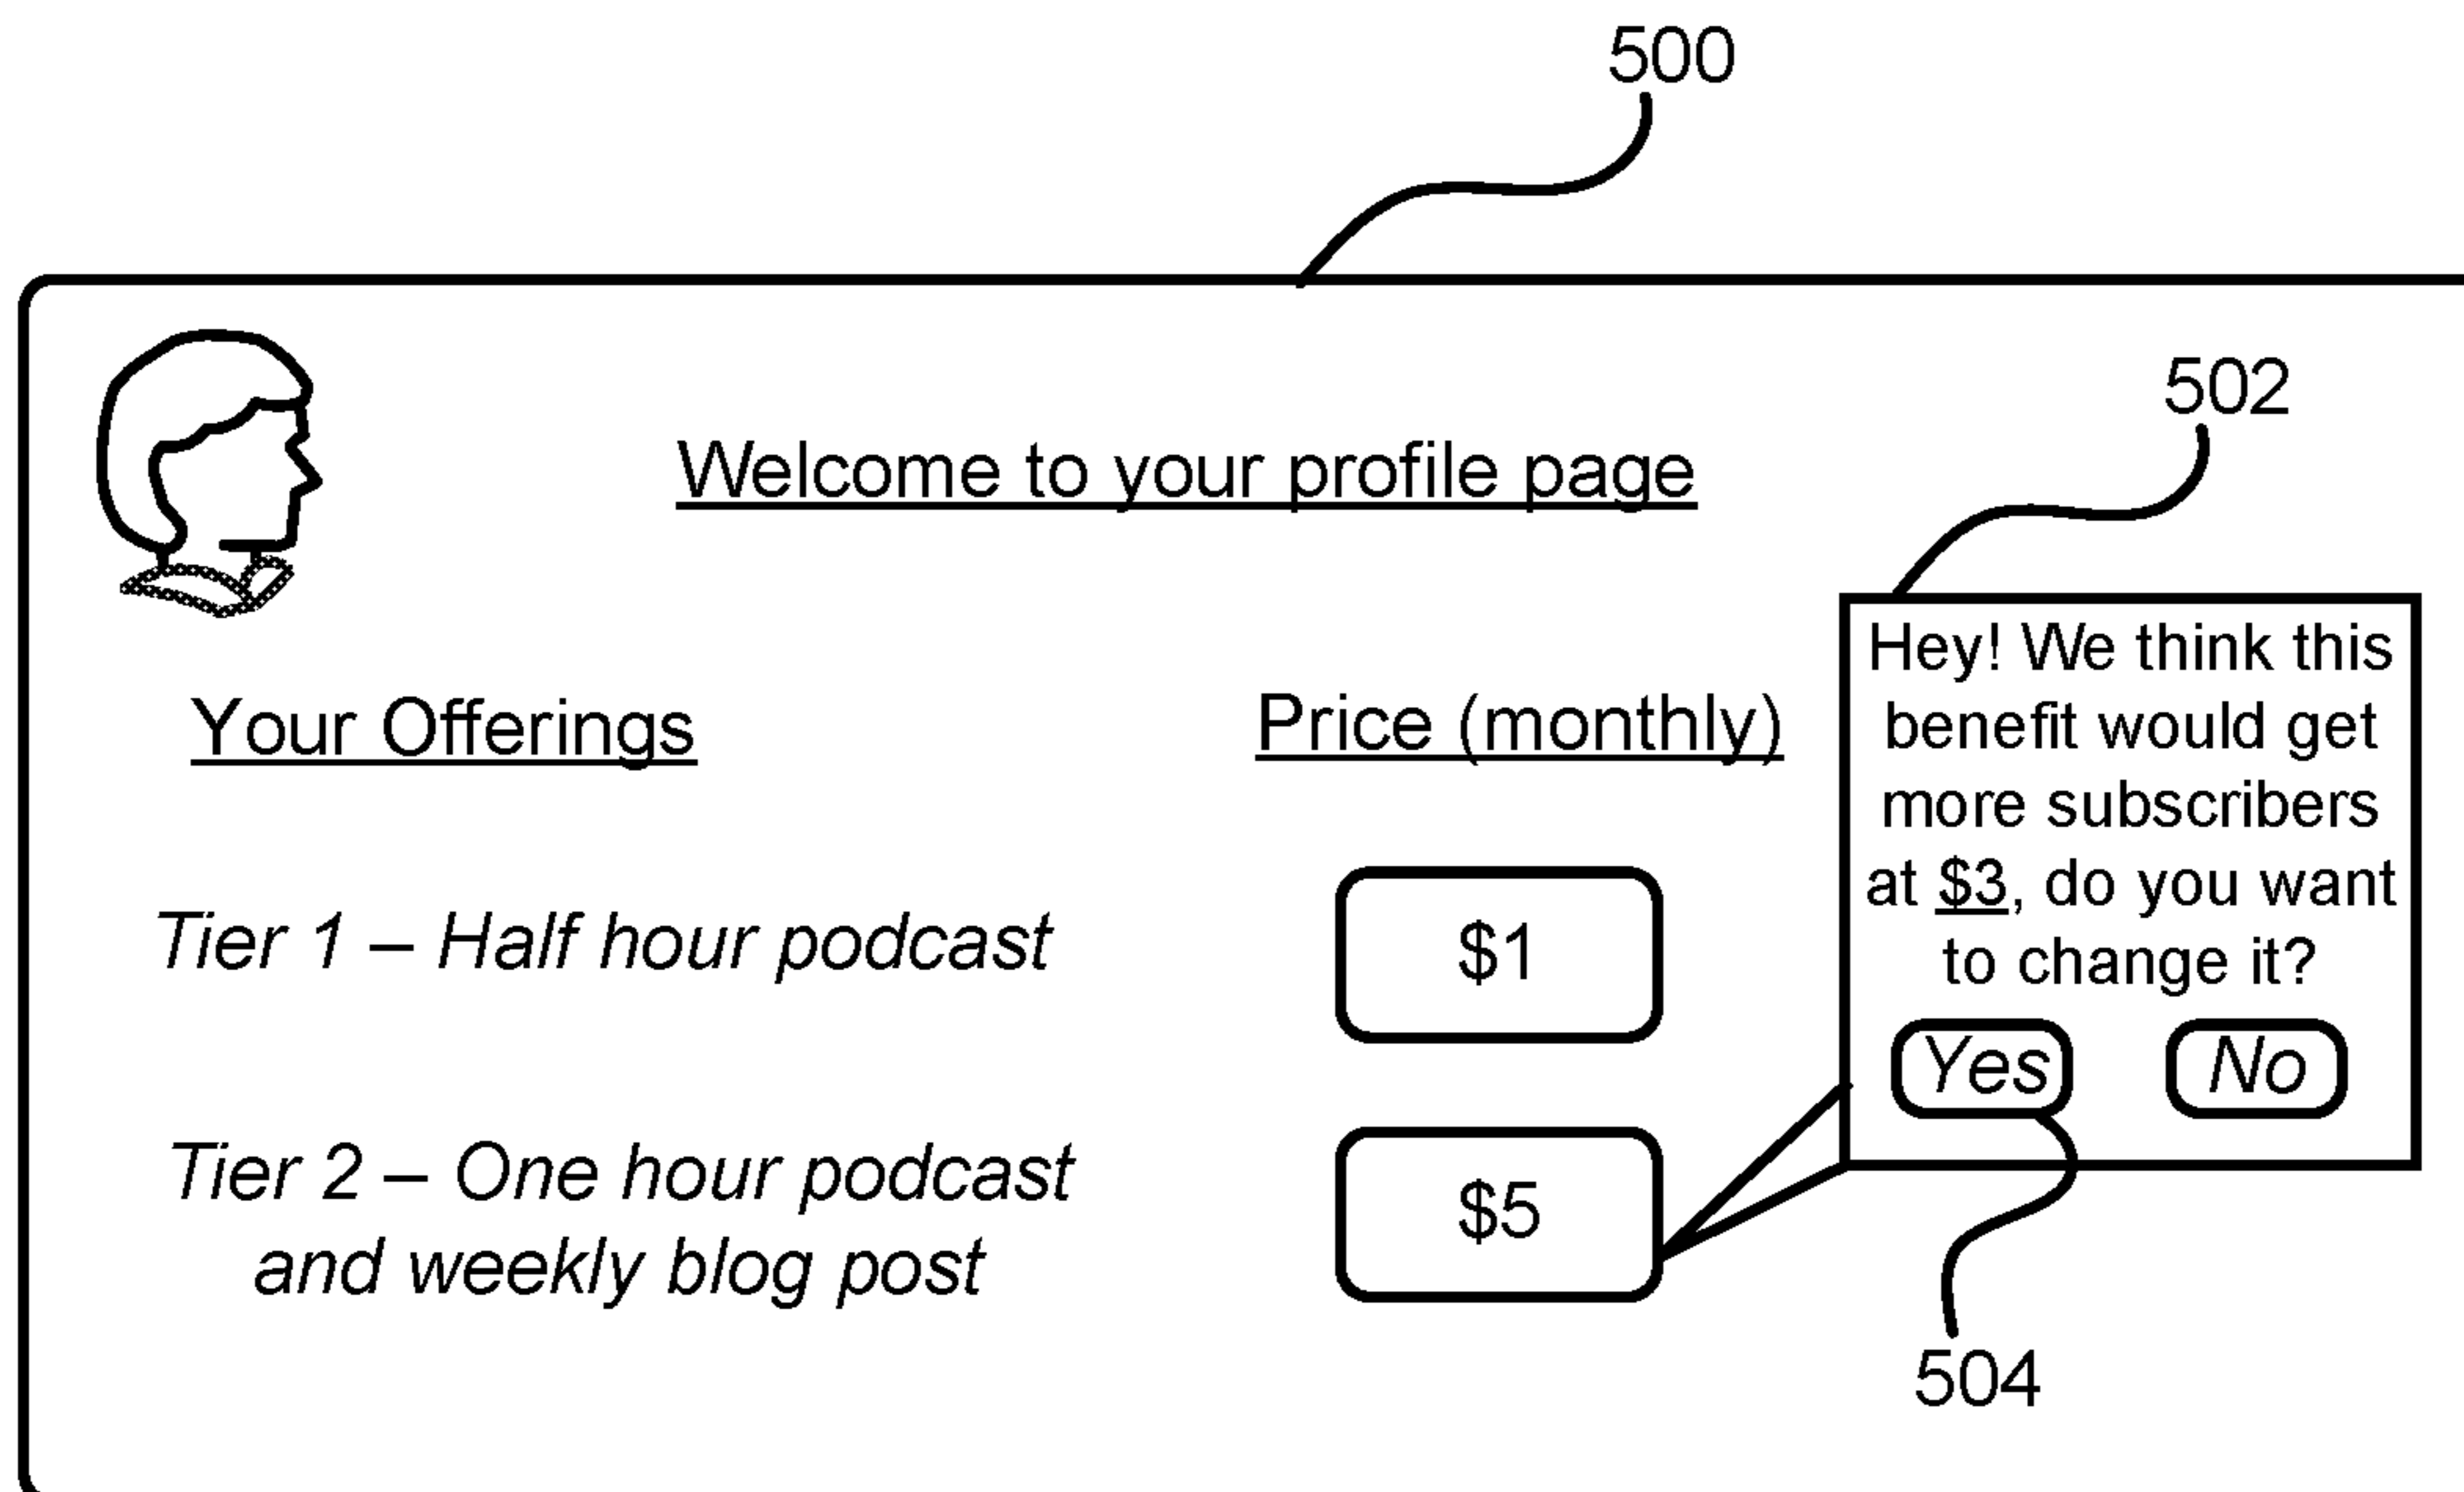 500
502
Welcome to your profile page
Your Offerings
Price (monthly)
Hey! We think this
benefit would get
more subscribers
at $3, do you want
to change it?
Yes
No
Tier 1 – Half hour podcast
$1
Tier 2 – One hour podcast
and weekly blog post
$5
504